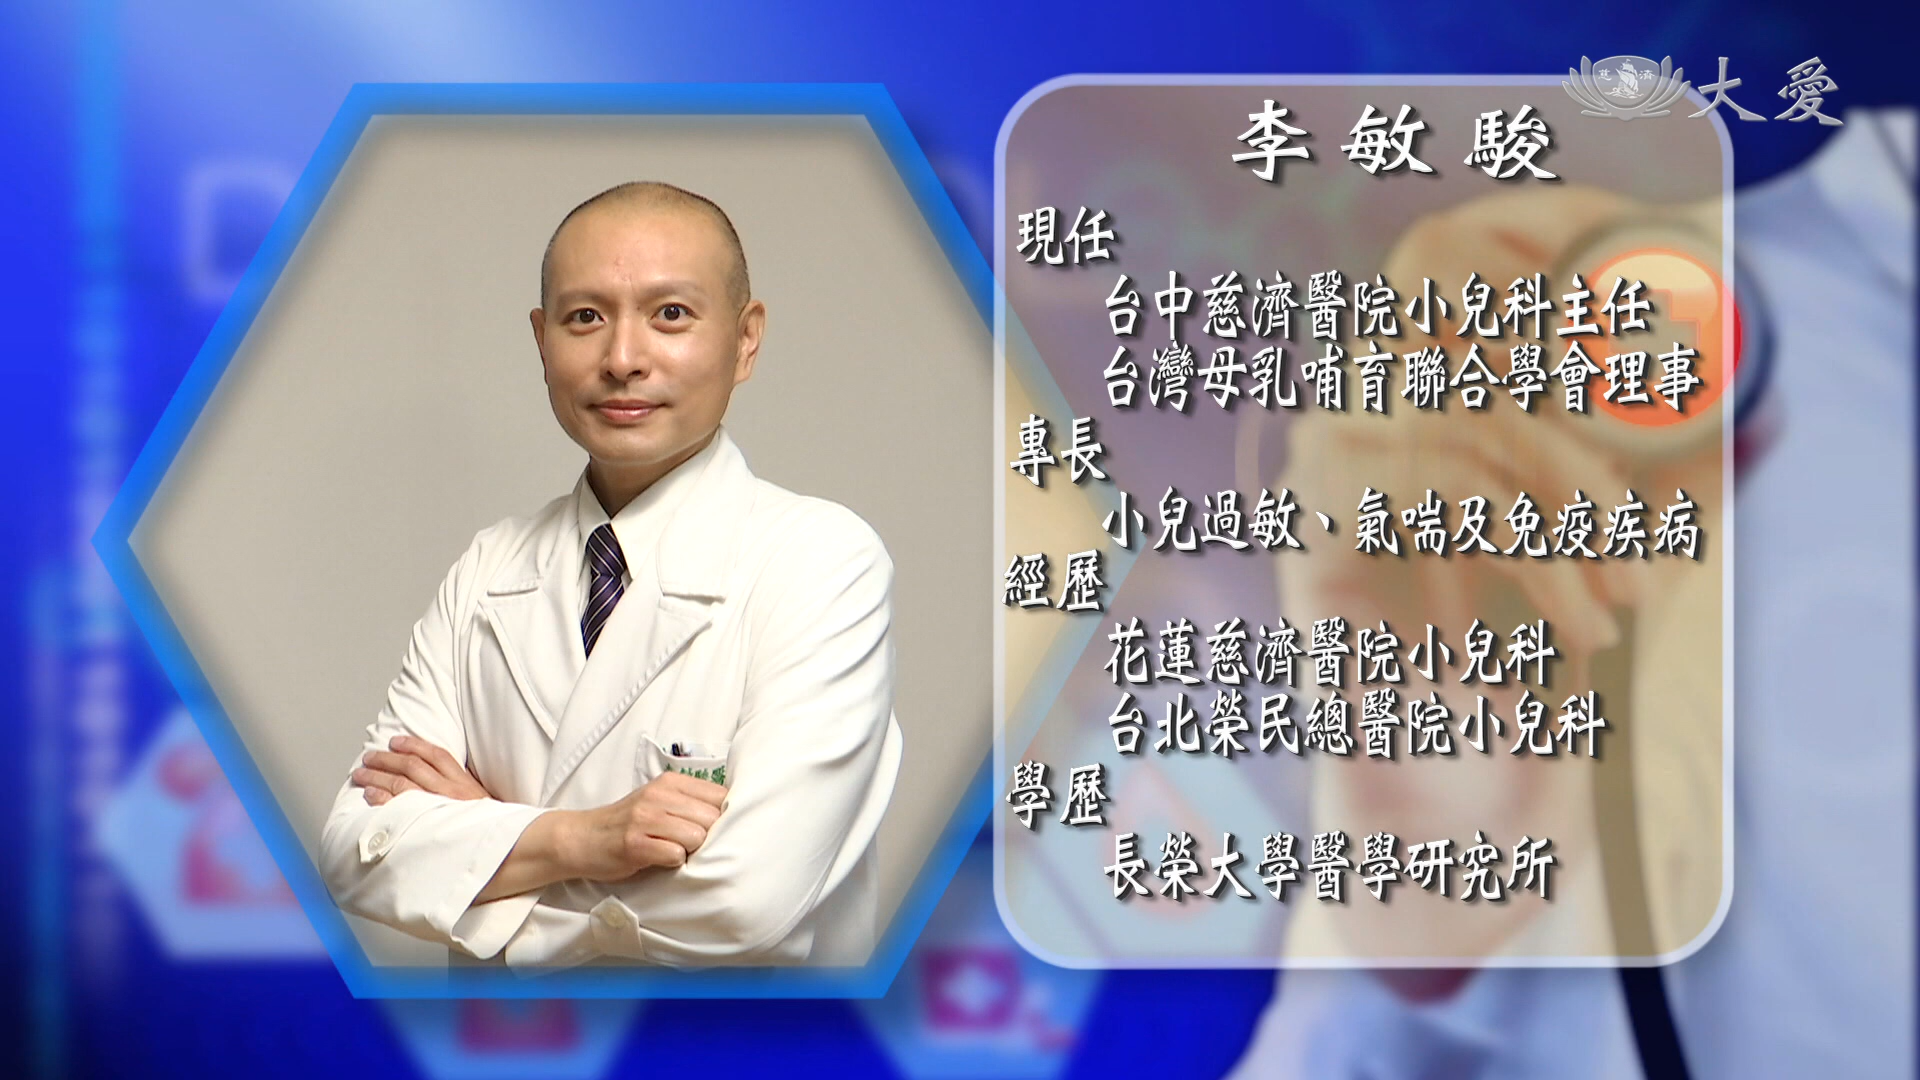 慈濟
大愛
李敏駿
現任
台中慈濟醫院小兒科主任
台灣母乳哺育聯合學會理事
專長
小兒過敏、氣喘及免疫疾病
經歷
花蓮慈濟醫院小兒科
台北榮民總醫院小兒科
學歷
長榮大學醫學研究所